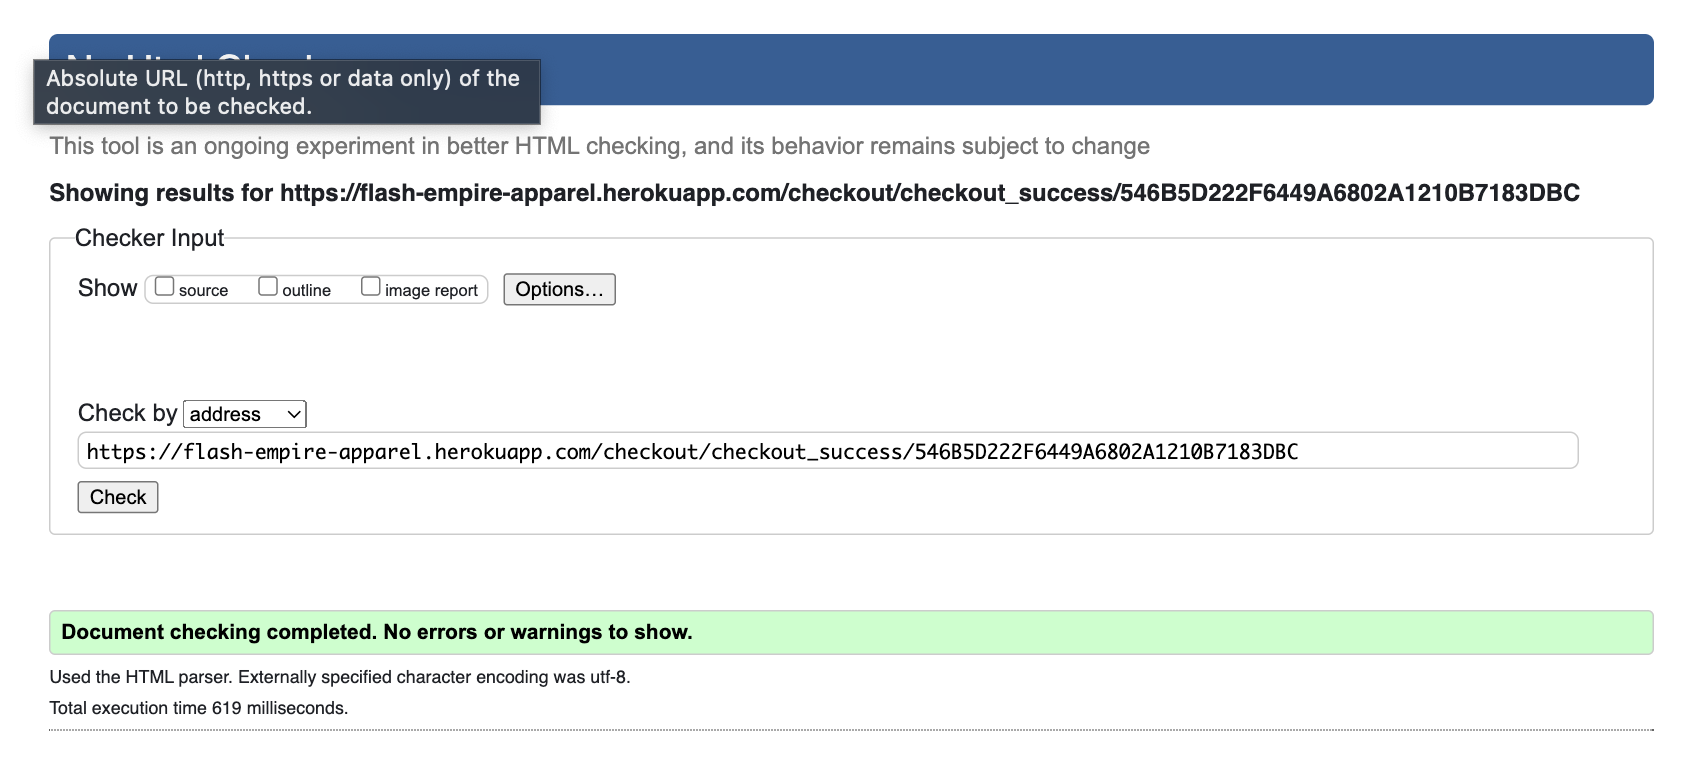 Absolute URL (http, https or data only) of the
document to be checked.
This tool is an ongoing experiment in better HTML checking, and its behavior remains subject to change
Showing results for https://flash-empire-apparel.herokuapp.com/checkout/checkout_success/546B5D222F6449A6802A1210B7183DBC
Checker Input
Show source outline image report Options...
Check by address
https://flash-empire-apparel.herokuapp.com/checkout/checkout_success/546B5D222F6449A6802A1210B7183DBC
Check
Document checking completed. No errors or warnings to show.
Used the HTML parser. Externally specified character encoding was utf-8.
Total execution time 619 milliseconds.